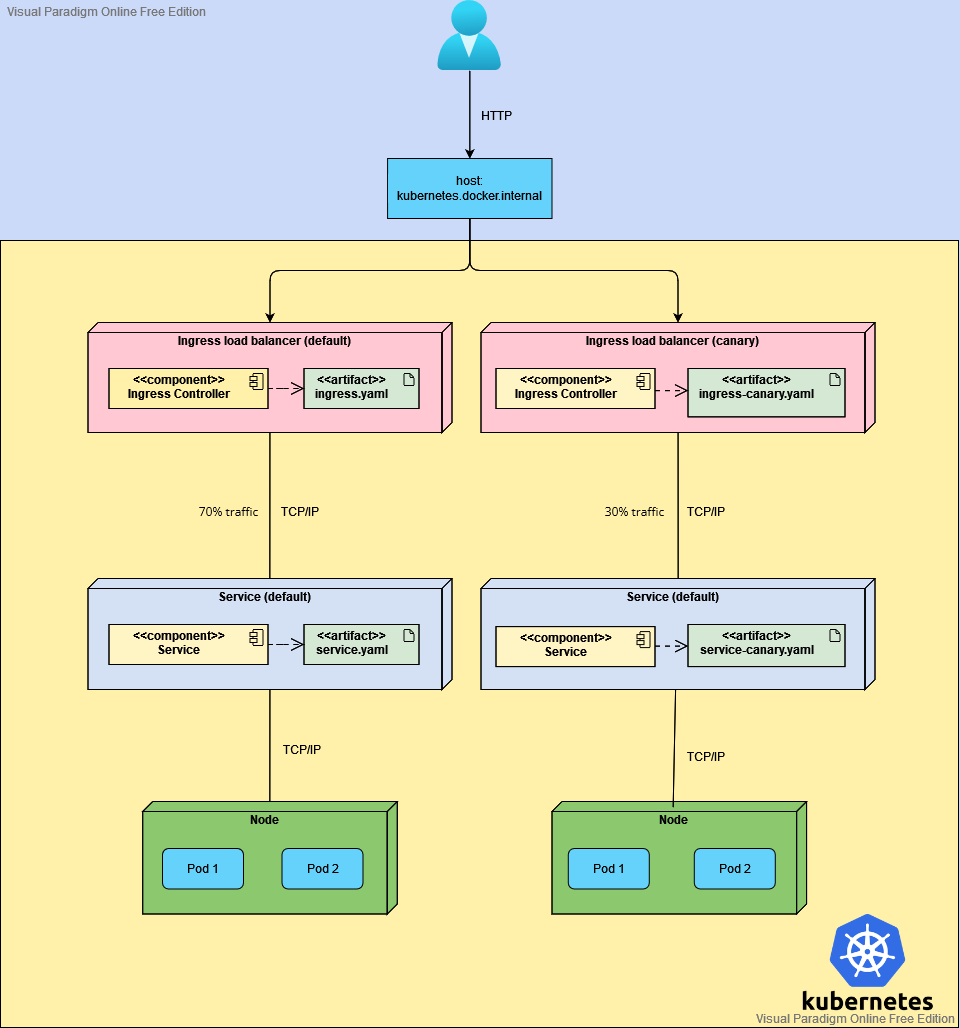 Visual Paradigm Online Free Edition
HTTP
host:
kubernetes.docker.internal
Ingress load balancer (default)
<<component>>
Ingress Controller
<<artifact>>
ingress.yaml
Ingress load balancer (canary)
<<component>>
Ingress Controller
<<artifact>>
ingress-canary.yaml
70% traffic
TCP/IP
30% traffic
TCP/IP
Service (default)
<<component>>
Service
<<artifact>>
service.yaml
Service (default)
<<component>>
Service
<<artifact>>
service-canary.yaml
TCP/IP
TCP/IP
Node
Pod 1
Pod 2
Node
Pod 1
Pod 2
kubernetes
Visual Paradigm Online Free Edition